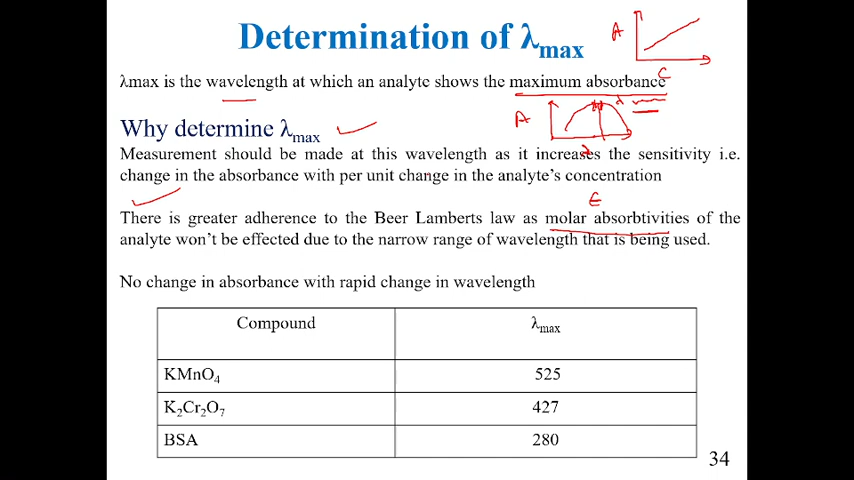 Determination of λmax
A
C
λmax is the wavelength at which an analyte shows the maximum absorbance
A
λ
Why determine λmax
Measurement should be made at this wavelength as it increases the sensitivity i.e.
change in the absorbance with per unit change in the analyte's concentration
ε
There is greater adherence to the Beer Lamberts law as molar absorbtivities of the
analyte won't be effected due to the narrow range of wavelength that is being used.
No change in absorbance with rapid change in wavelength
Compound λmax
KMnO4 525
K2Cr2O7 427
BSA 280
34